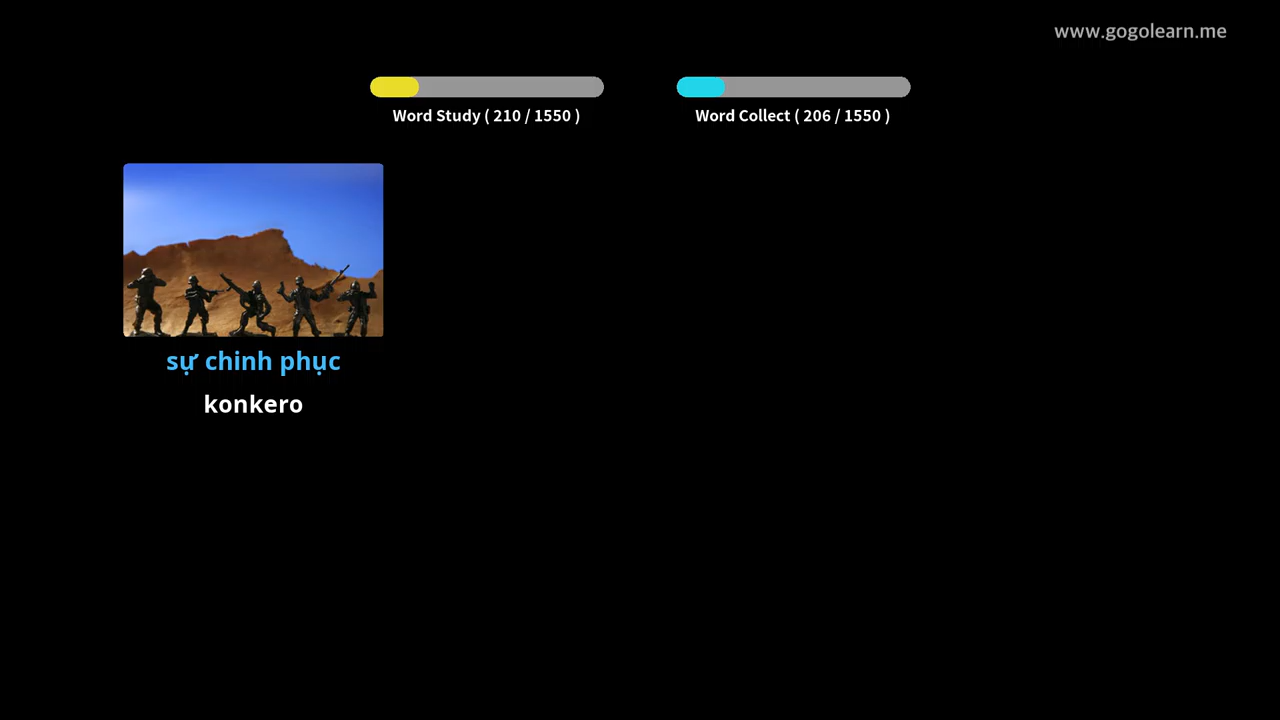 www.gogolearn.me
Word Study ( 210 / 1550 )
Word Collect ( 206 / 1550 )
sự chinh phục
konkero